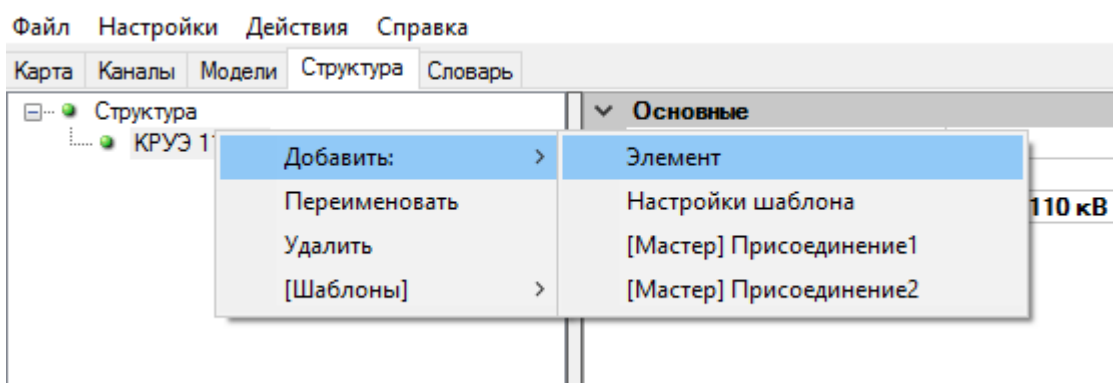 Файл Настройки Действия Справка
Карта Каналы Модели Структура Словарь
Структура
Основные
КРУЭ
Добавить:
Элемент
Переименовать
Настройки шаблона
110 кВ
Удалить
[Мастер] Присоединение1
[Шаблоны]
[Мастер] Присоединение2